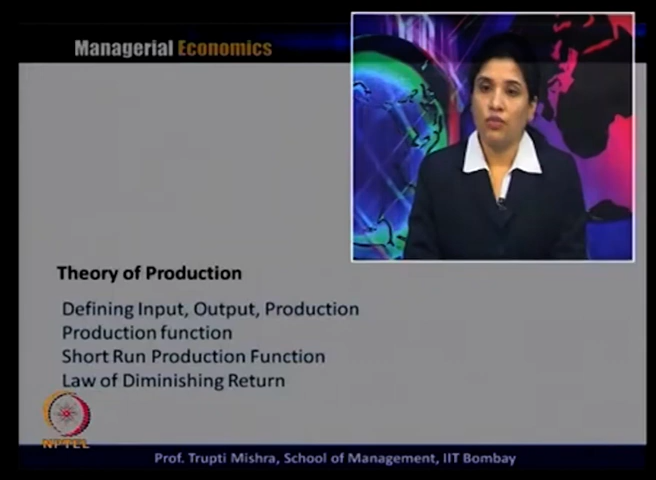 Managerial Economics
Theory of Production
Defining Input, Output, Production
Production function
Short Run Production Function
Law of Diminishing Return
NPTEL
Prof. Trupti Mishra, School of Management, IIT Bombay